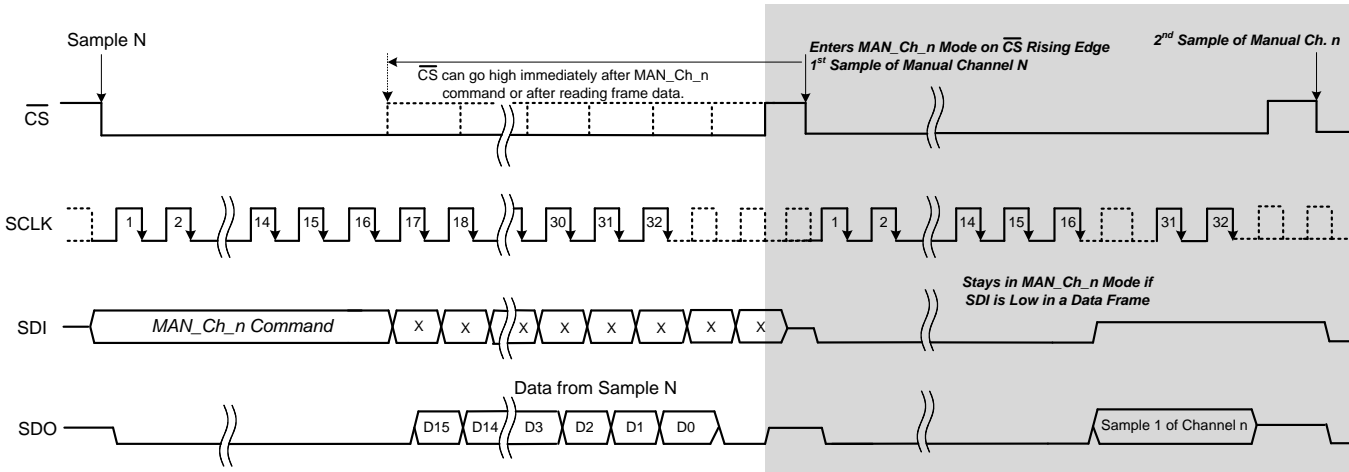 Sample N
Enters MAN_Ch_n Mode on CS Rising Edge
1st Sample of Manual Channel N
2nd Sample of Manual Ch. n
CS can go high immediately after MAN_Ch_n
command or after reading frame data.
CS
SCLK
1 2 14 15 16 17 18 30 31 32 1 2 14 15 16 31 32
Stays in MAN_Ch_n Mode if
SDI is Low in a Data Frame
SDI
MAN_Ch_n Command X X X X X X X X
Data from Sample N
SDO
D15 D14 D3 D2 D1 D0 Sample 1 of Channel n